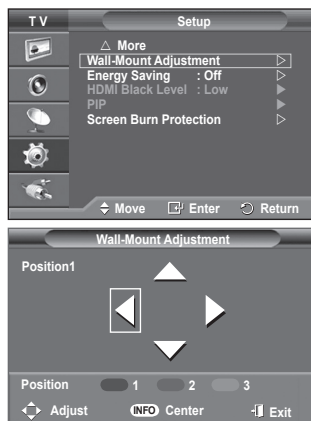 TV Setup
△ More
Wall-Mount Adjustment ▷
Energy Saving : Off ▷
HDMI Black Level : Low ▶
PIP ▶
Screen Burn Protection ▷
Move Enter Return
Wall-Mount Adjustment
Position1
Position 1 2 3
Adjust INFO Center Exit